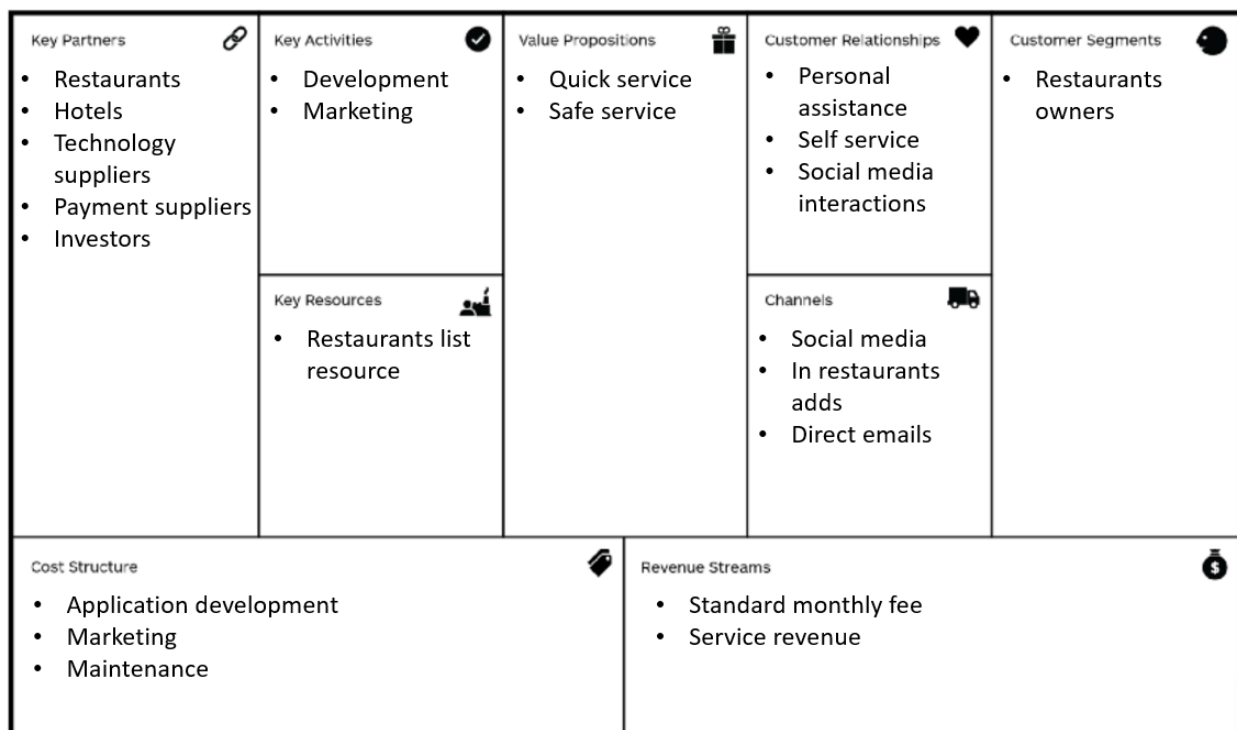 Key Partners
• Restaurants
• Hotels
• Technology
suppliers
• Payment suppliers
• Investors
Key Activities
• Development
• Marketing
Key Resources
• Restaurants list
resource
Value Propositions
• Quick service
• Safe service
Customer Relationships
• Personal
assistance
• Self service
• Social media
interactions
Channels
• Social media
• In restaurants
adds
• Direct emails
Customer Segments
• Restaurants
owners
Cost Structure
• Application development
• Marketing
• Maintenance
Revenue Streams
$
• Standard monthly fee
• Service revenue